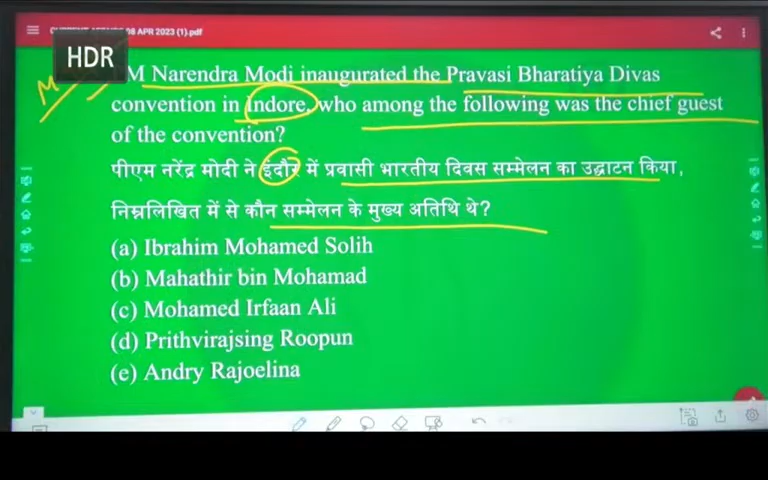 CURRENT AFFAIRS 08 APR 2023 (1).pdf
HDR
M Narendra Modi inaugurated the Pravasi Bharatiya Divas
convention in Indore, who among the following was the chief guest
of the convention?
पीएम नरेंद्र मोदी ने इंदौर में प्रवासी भारतीय दिवस सम्मेलन का उद्घाटन किया,
निम्नलिखित में से कौन सम्मेलन के मुख्य अतिथि थे?
(a) Ibrahim Mohamed Solih
(b) Mahathir bin Mohamad
(c) Mohamed Irfaan Ali
(d) Prithvirajsing Roopun
(e) Andry Rajoelina